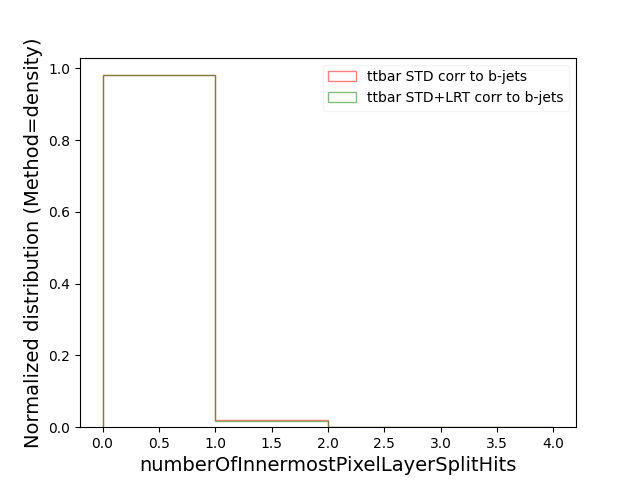 Normalized distribution (Method=density)
1.0
0.8
0.6
0.4
0.2
0.0
ttbar STD corr to b-jets
ttbar STD+LRT corr to b-jets
0.0 0.5 1.0 1.5 2.0 2.5 3.0 3.5 4.0
numberOfInnermostPixelLayerSplitHits